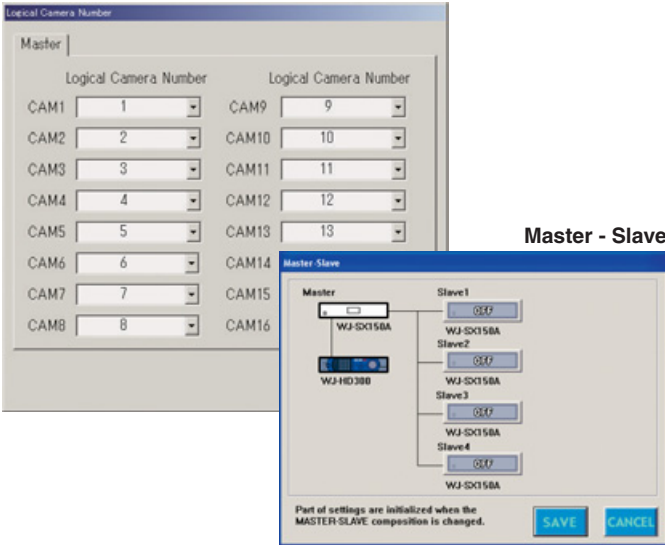 Logical Camera Number
Master
Logical Camera Number Logical Camera Number
CAM1 1 CAM9 9
CAM2 2 CAM10 10
CAM3 3 CAM11 11
CAM4 4 CAM12 12
CAM5 5 CAM13 13
CAM6 6 CAM14
CAM7 7 CAM15
CAM8 8 CAM16
Master - Slave
Master-Slave
Master Slave1
OFF
WJ-SX150A WJ-SX150A
Slave2
OFF
WJ-HD300 WJ-SX150A
Slave3
OFF
WJ-SX150A
Slave4
OFF
WJ-SX150A
Part of settings are initialized when the
MASTER-SLAVE composition is changed.
SAVE CANCEL